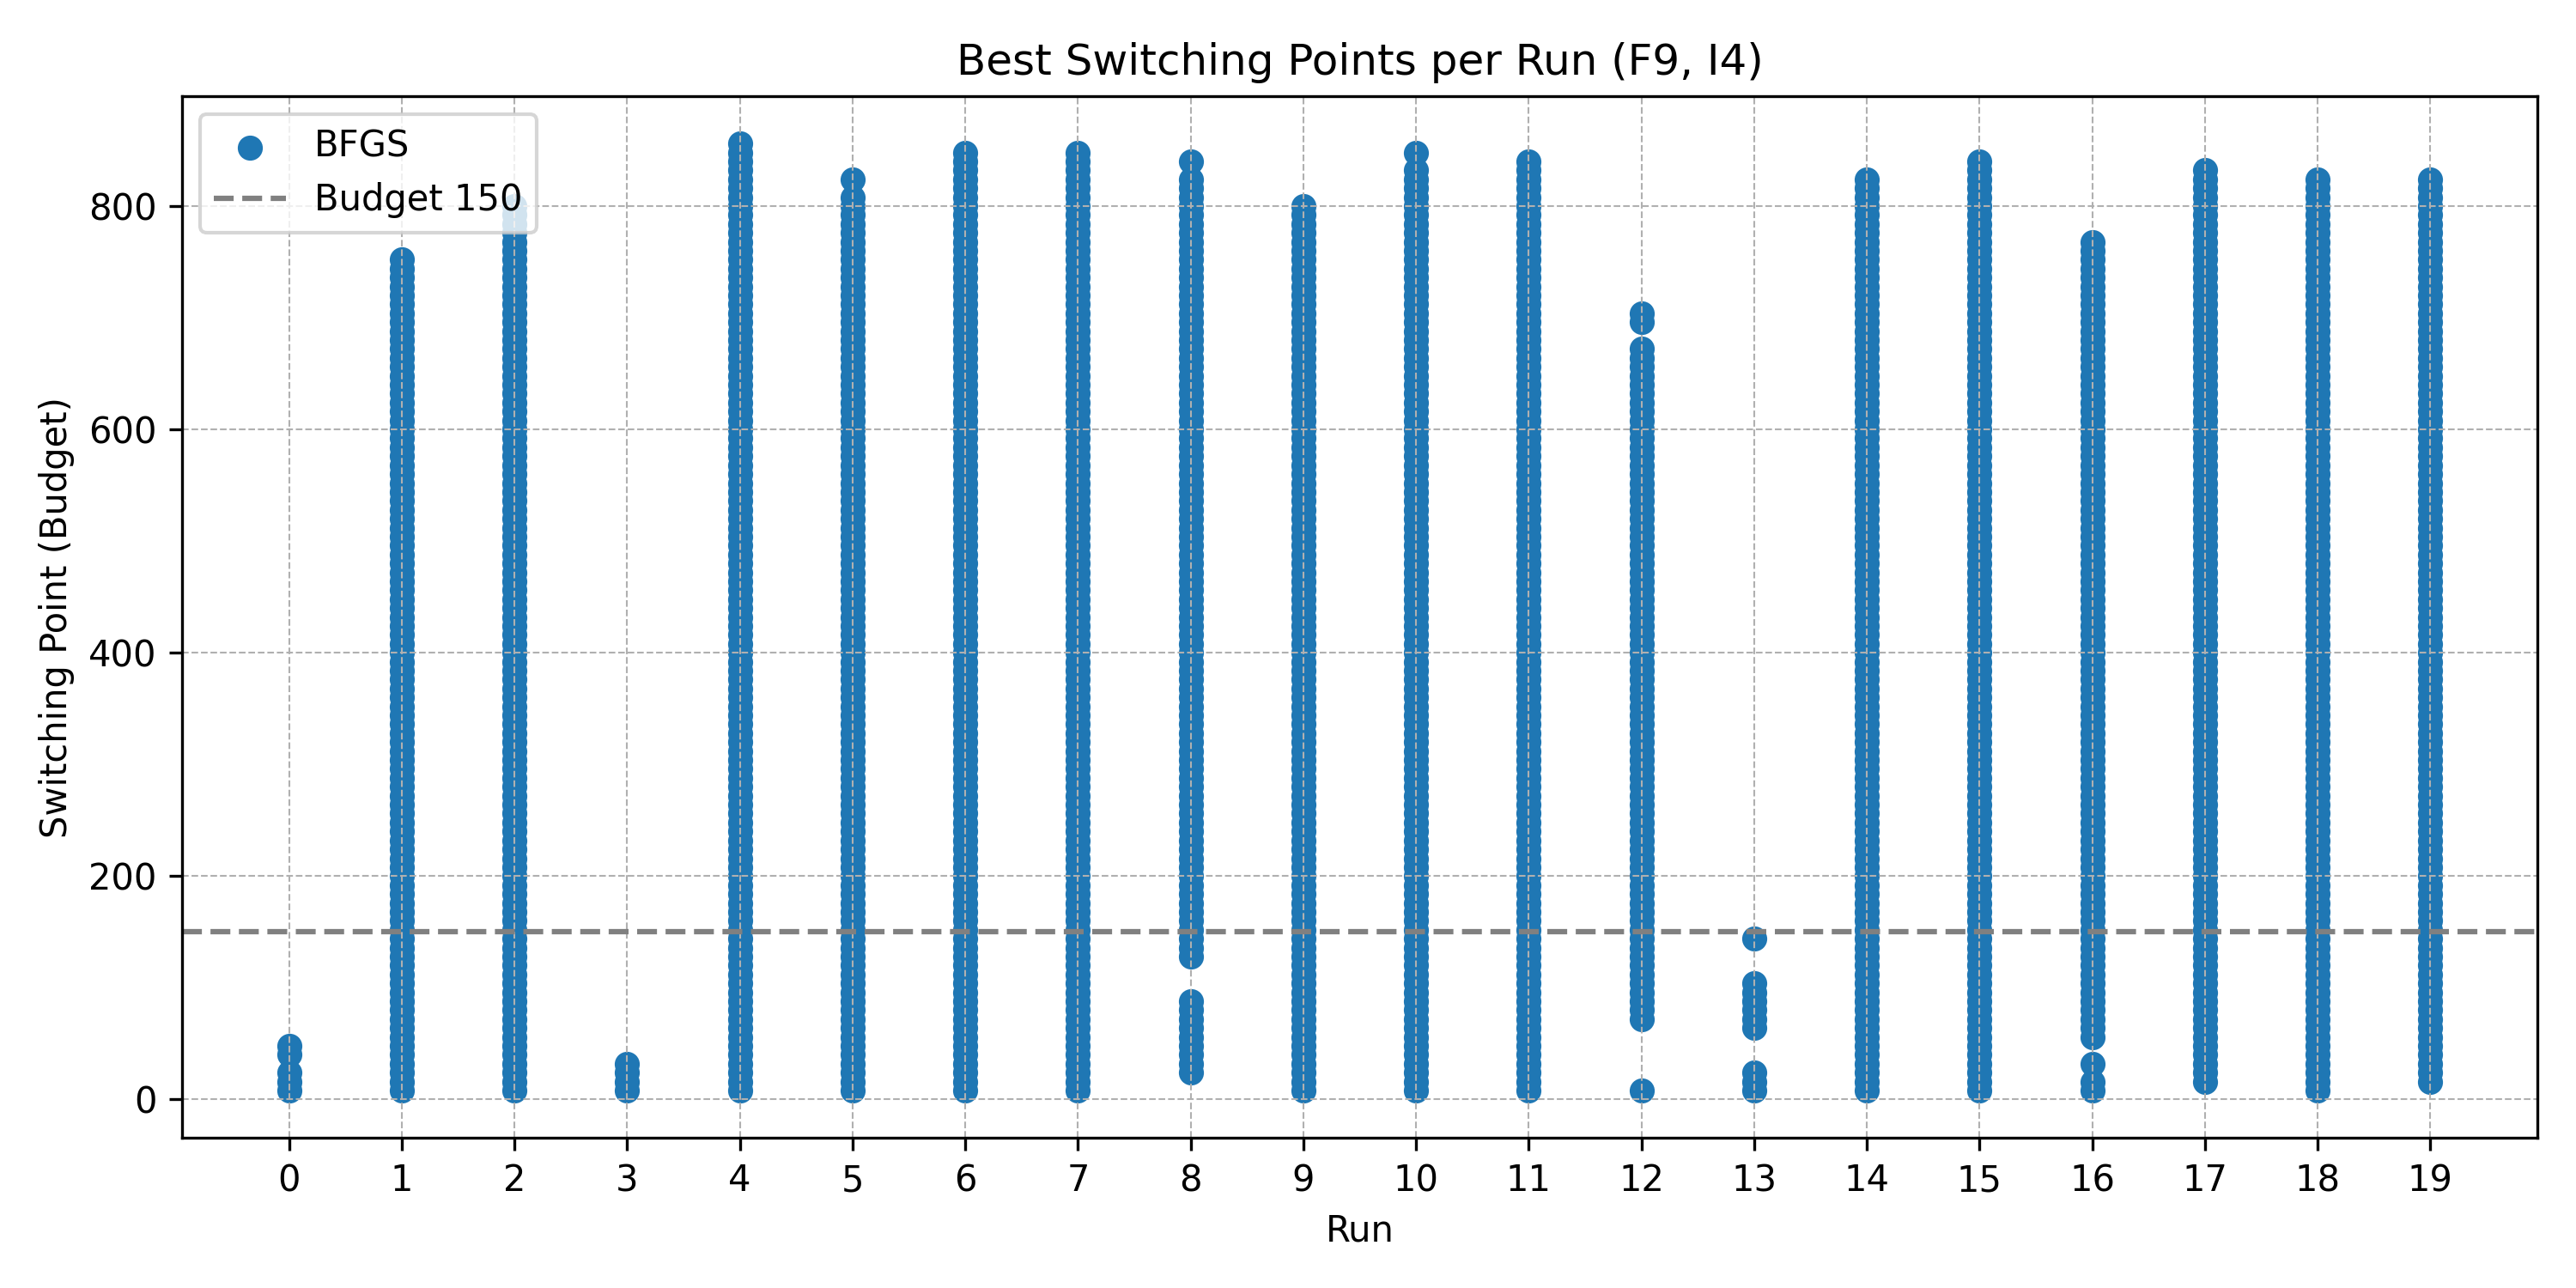 Best Switching Points per Run (F9, I4)
BFGS
Budget 150
Switching Point (Budget)
800
600
400
200
0
0 1 2 3 4 5 6 7 8 9 10 11 12 13 14 15 16 17 18 19
Run